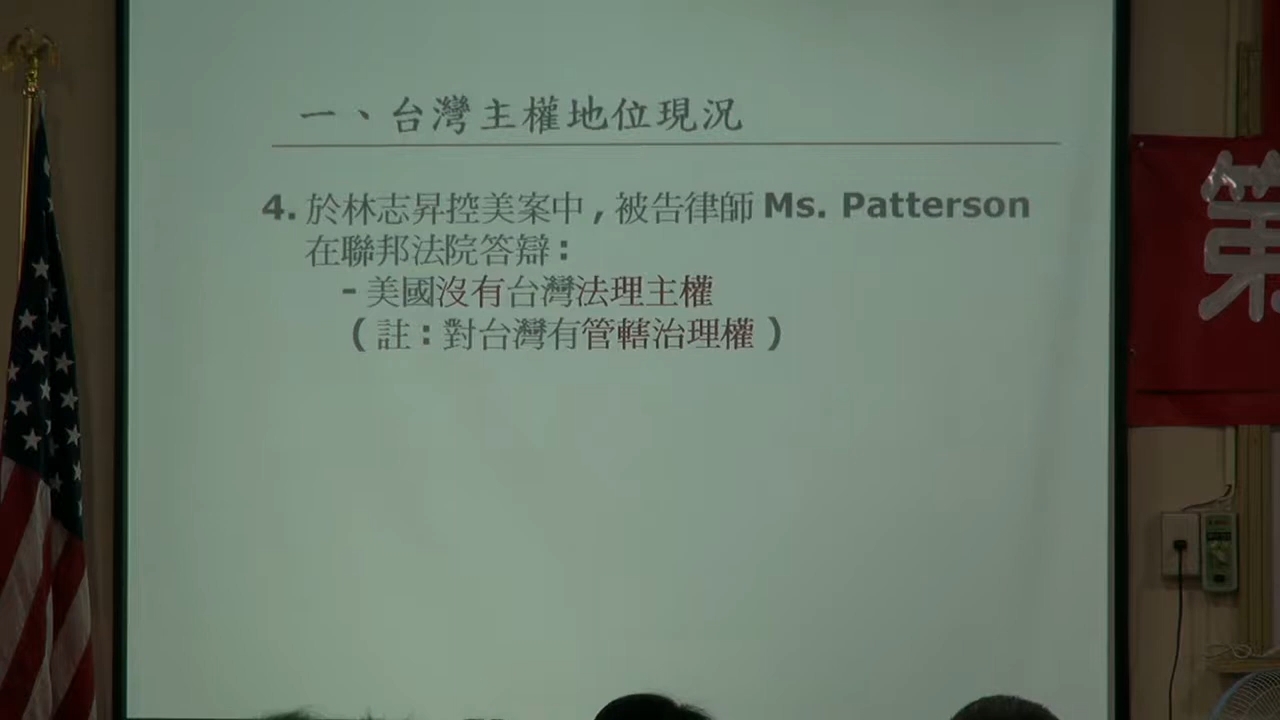 一、台灣主權地位現況
4. 於林志昇控美案中 , 被告律師 Ms. Patterson
在聯邦法院答辯 :
- 美國沒有台灣法理主權
( 註 : 對台灣有管轄治理權 )
第